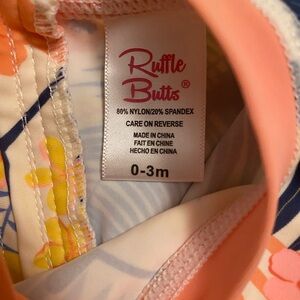 Ruffle
Butts®
80% NYLON/20% SPANDEX
CARE ON REVERSE
MADE IN CHINA
FAIT EN CHINE
HECHO EN CHINA
0-3m